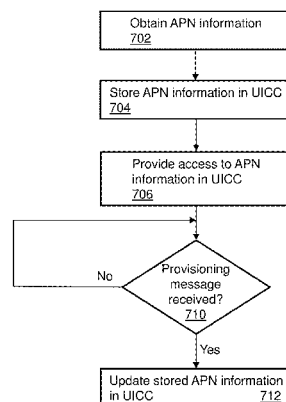 Obtain APN information
702
Store APN information in UICC
704
Provide access to APN
information in UICC
706
No
Provisioning
message
received?
710
Yes
Update stored APN information
in UICC 712